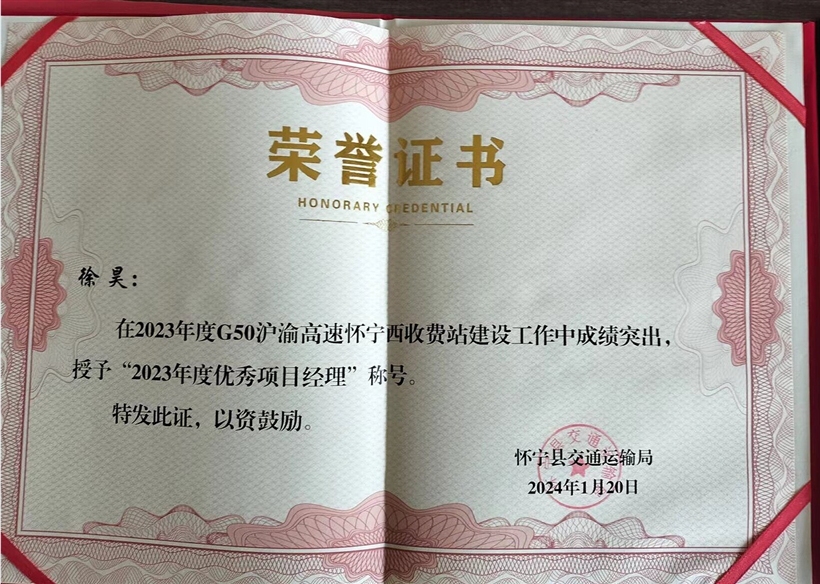 荣誉证书
HONORARY CREDENTIAL
徐昊：
在2023年度G50沪渝高速怀宁西收费站建设工作中成绩突出，
授予“2023年度优秀项目经理”称号。
特发此证，以资鼓励。
怀宁县交通运输局
2024年1月20日